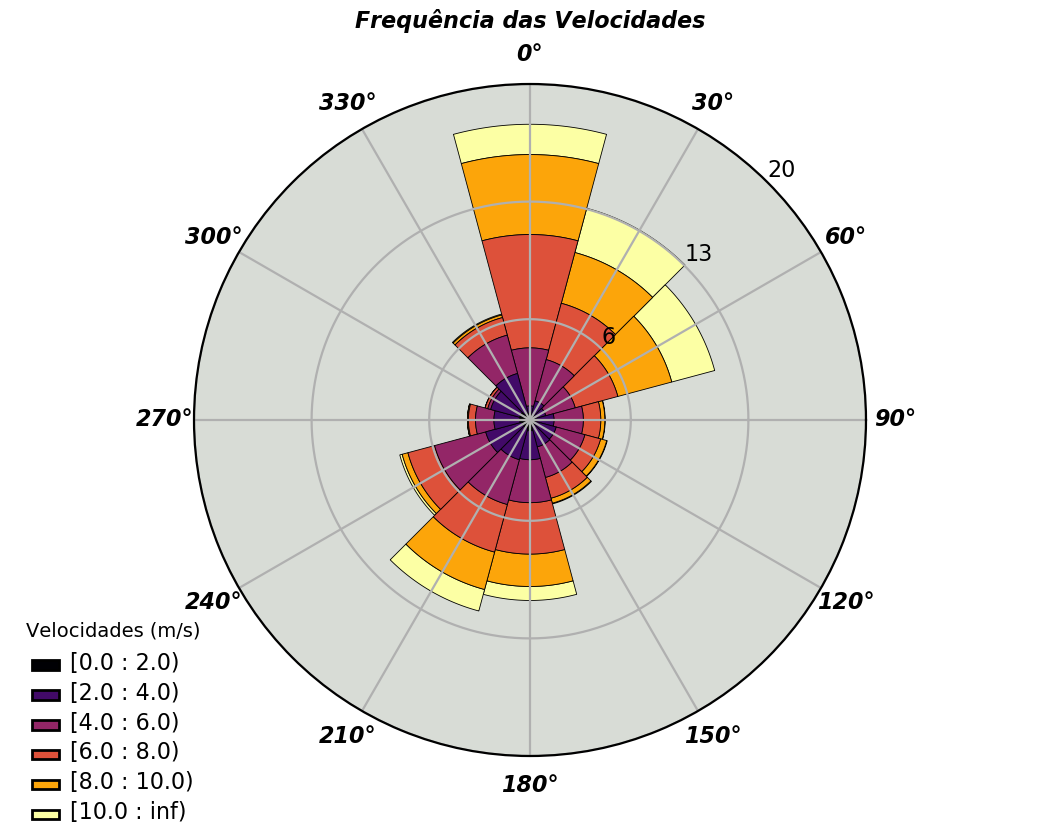 Frequência das Velocidades
0°
330°
30°
20
300°
60°
13
6
270°
90°
240°
120°
210°
150°
180°
Velocidades (m/s)
[0.0 : 2.0)
[2.0 : 4.0)
[4.0 : 6.0)
[6.0 : 8.0)
[8.0 : 10.0)
[10.0 : inf)